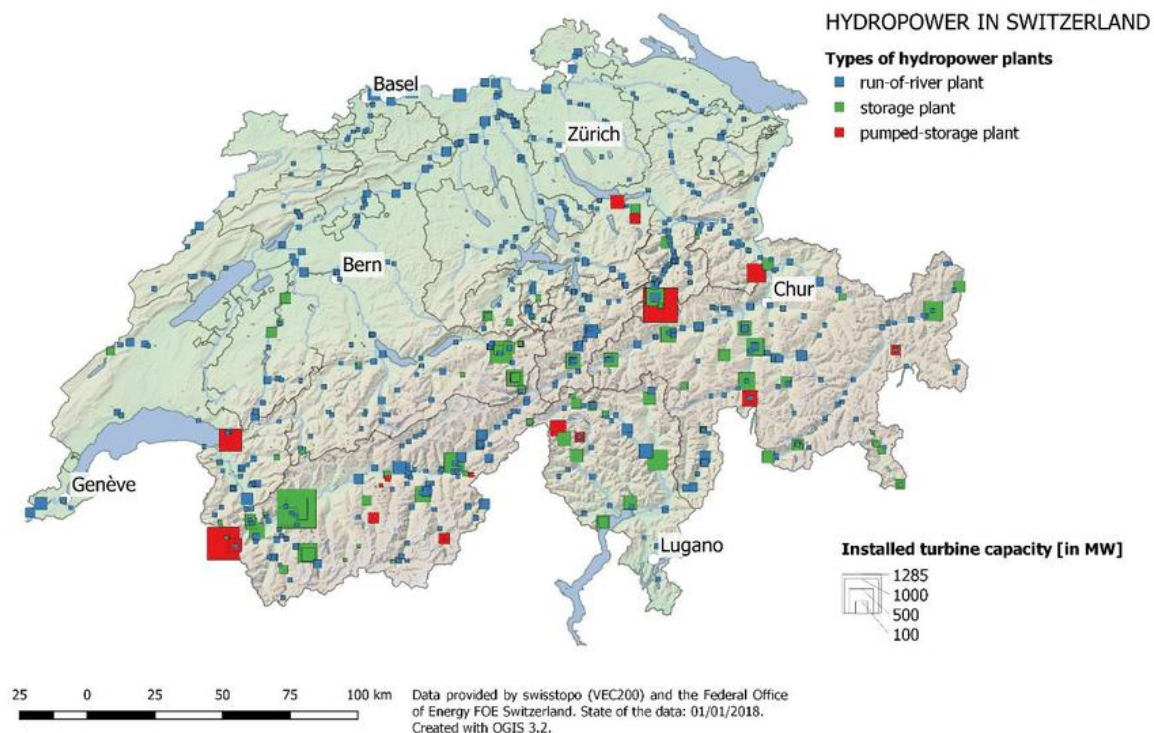 HYDROPOWER IN SWITZERLAND
Types of hydropower plants
run-of-river plant
storage plant
pumped-storage plant
Basel
Zürich
Bern
Chur
Genève
Lugano
Installed turbine capacity [in MW]
1285
1000
500
100
25 0 25 50 75 100 km
Data provided by swisstopo (VEC200) and the Federal Office
of Energy FOE Switzerland. State of the data: 01/01/2018.
Created with QGIS 3.2.